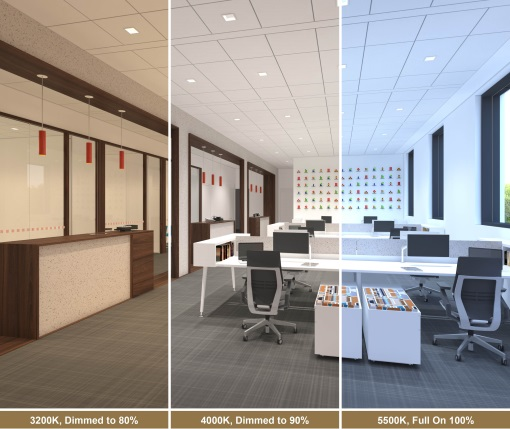 3200K, Dimmed to 80%
4000K, Dimmed to 90%
5500K, Full On 100%